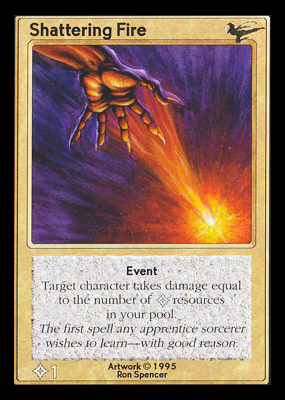 Shattering Fire
Event
Target character takes damage equal
to the number of resources
in your pool.
The first spell any apprentice sorcerer
wishes to learn—with good reason.
Artwork © 1995
Ron Spencer
1